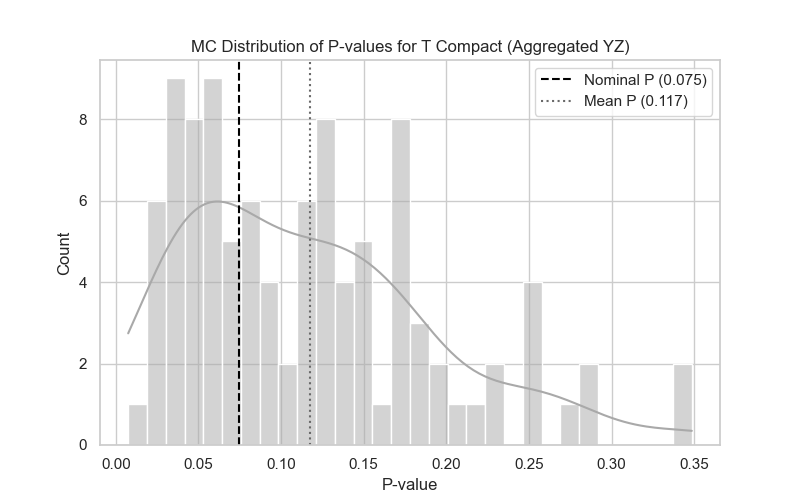 MC Distribution of P-values for T Compact (Aggregated YZ)
Nominal P (0.075)
Mean P (0.117)
8
6
4
2
0
Count
0.00 0.05 0.10 0.15 0.20 0.25 0.30 0.35
P-value